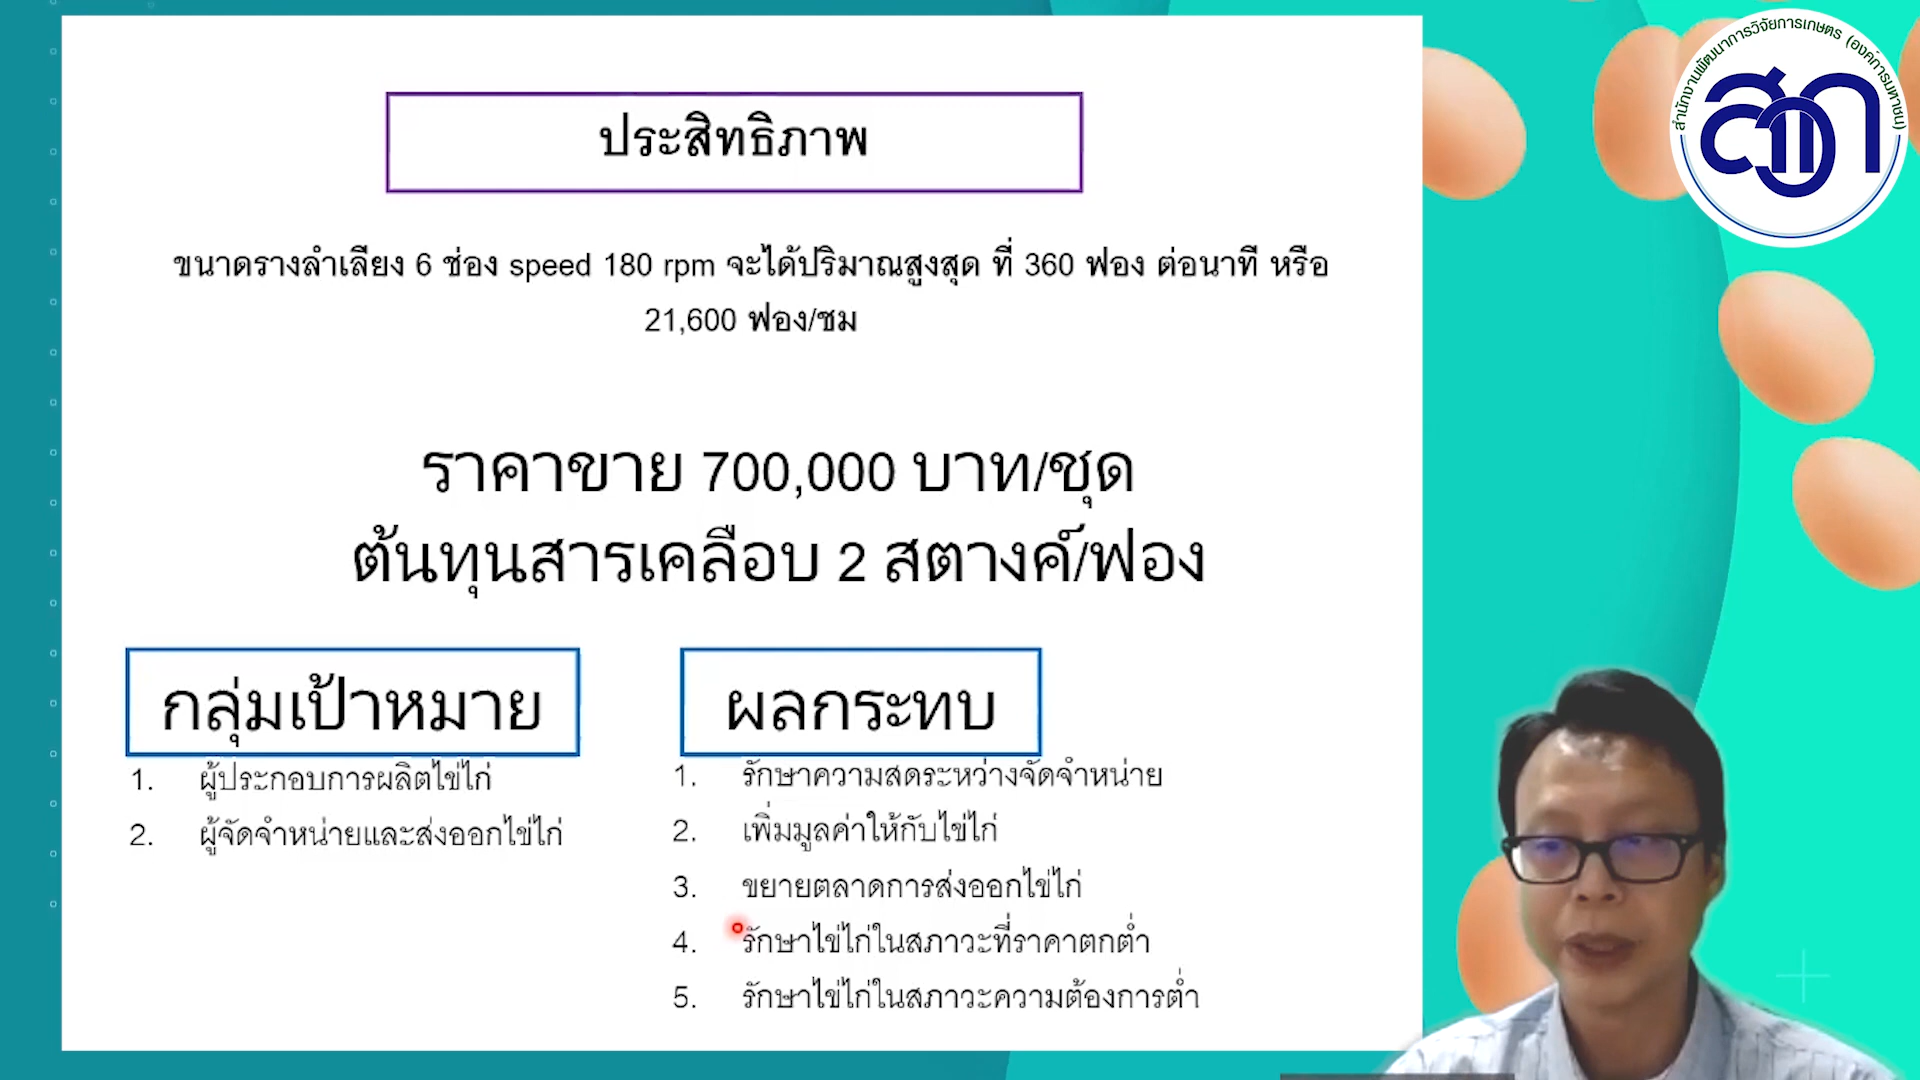 ประสิทธิภาพ
ขนาดรางลำเลียง 6 ช่อง speed 180 rpm จะได้ปริมาณสูงสุด ที่ 360 ฟอง ต่อนาที หรือ
21,600 ฟอง/ชม
ราคาขาย 700,000 บาท/ชุด
ต้นทุนสารเคลือบ 2 สตางค์/ฟอง
กลุ่มเป้าหมาย
1. ผู้ประกอบการผลิตไข่ไก่
2. ผู้จัดจำหน่ายและส่งออกไข่ไก่
ผลกระทบ
1. รักษาความสดระหว่างจัดจำหน่าย
2. เพิ่มมูลค่าให้กับไข่ไก่
3. ขยายตลาดการส่งออกไข่ไก่
4. รักษาไข่ไก่ในสภาวะที่ราคาตกต่ำ
5. รักษาไข่ไก่ในสภาวะความต้องการต่ำ
สำนักงานพัฒนาการวิจัยการเกษตร (องค์การมหาชน)
สวก